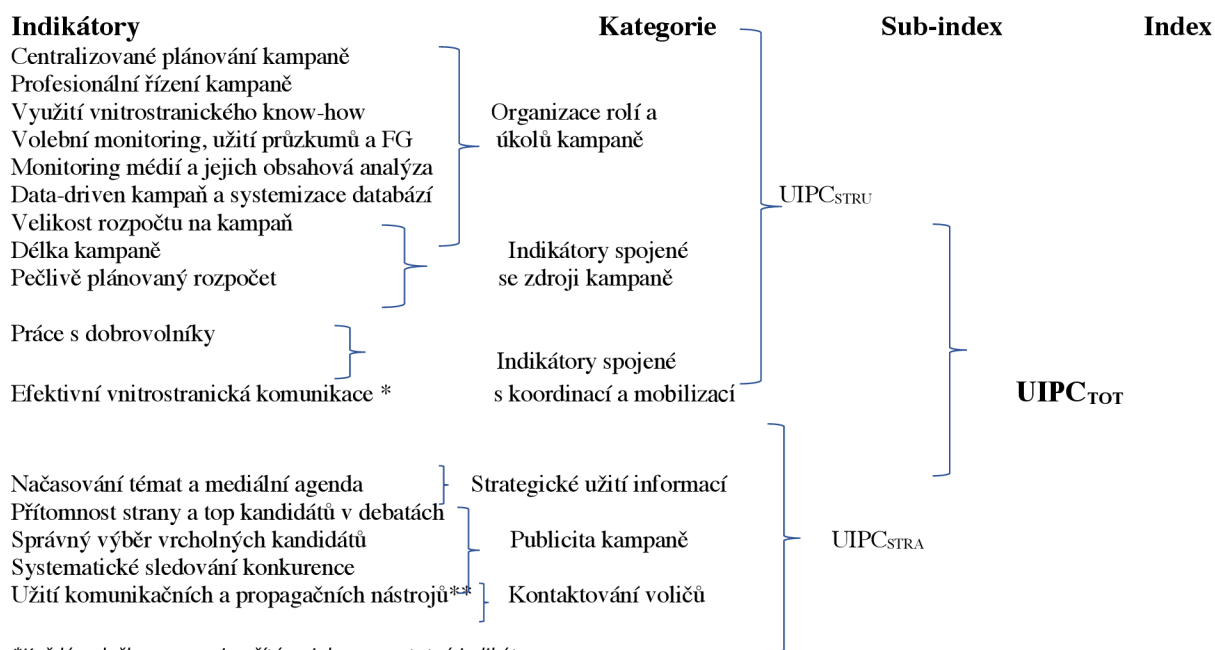 Indikátory Kategorie Sub-index Index
Centralizované plánování kampaně
Profesionální řízení kampaně
Využití vnitrostranického know-how Organizace rolí a
Volební monitoring, užití průzkumů a FG úkolů kampaně
Monitoring médií a jejich obsahová analýza
Data-driven kampaň a systemizace databází UIPCSTRU
Velikost rozpočtu na kampaň
Délka kampaně Indikátory spojené
Pečlivě plánovaný rozpočet se zdroji kampaně
Práce s dobrovolníky
Indikátory spojené
Efektivní vnitrostranická komunikace * s koordinací a mobilizací UIPCTOT
Načasování témat a mediální agenda Strategické užití informací
Přítomnost strany a top kandidátů v debatách
Správný výběr vrcholných kandidátů Publicita kampaně UIPCSTRA
Systematické sledování konkurence
Užití komunikačních a propagačních nástrojů** Kontaktování voličů